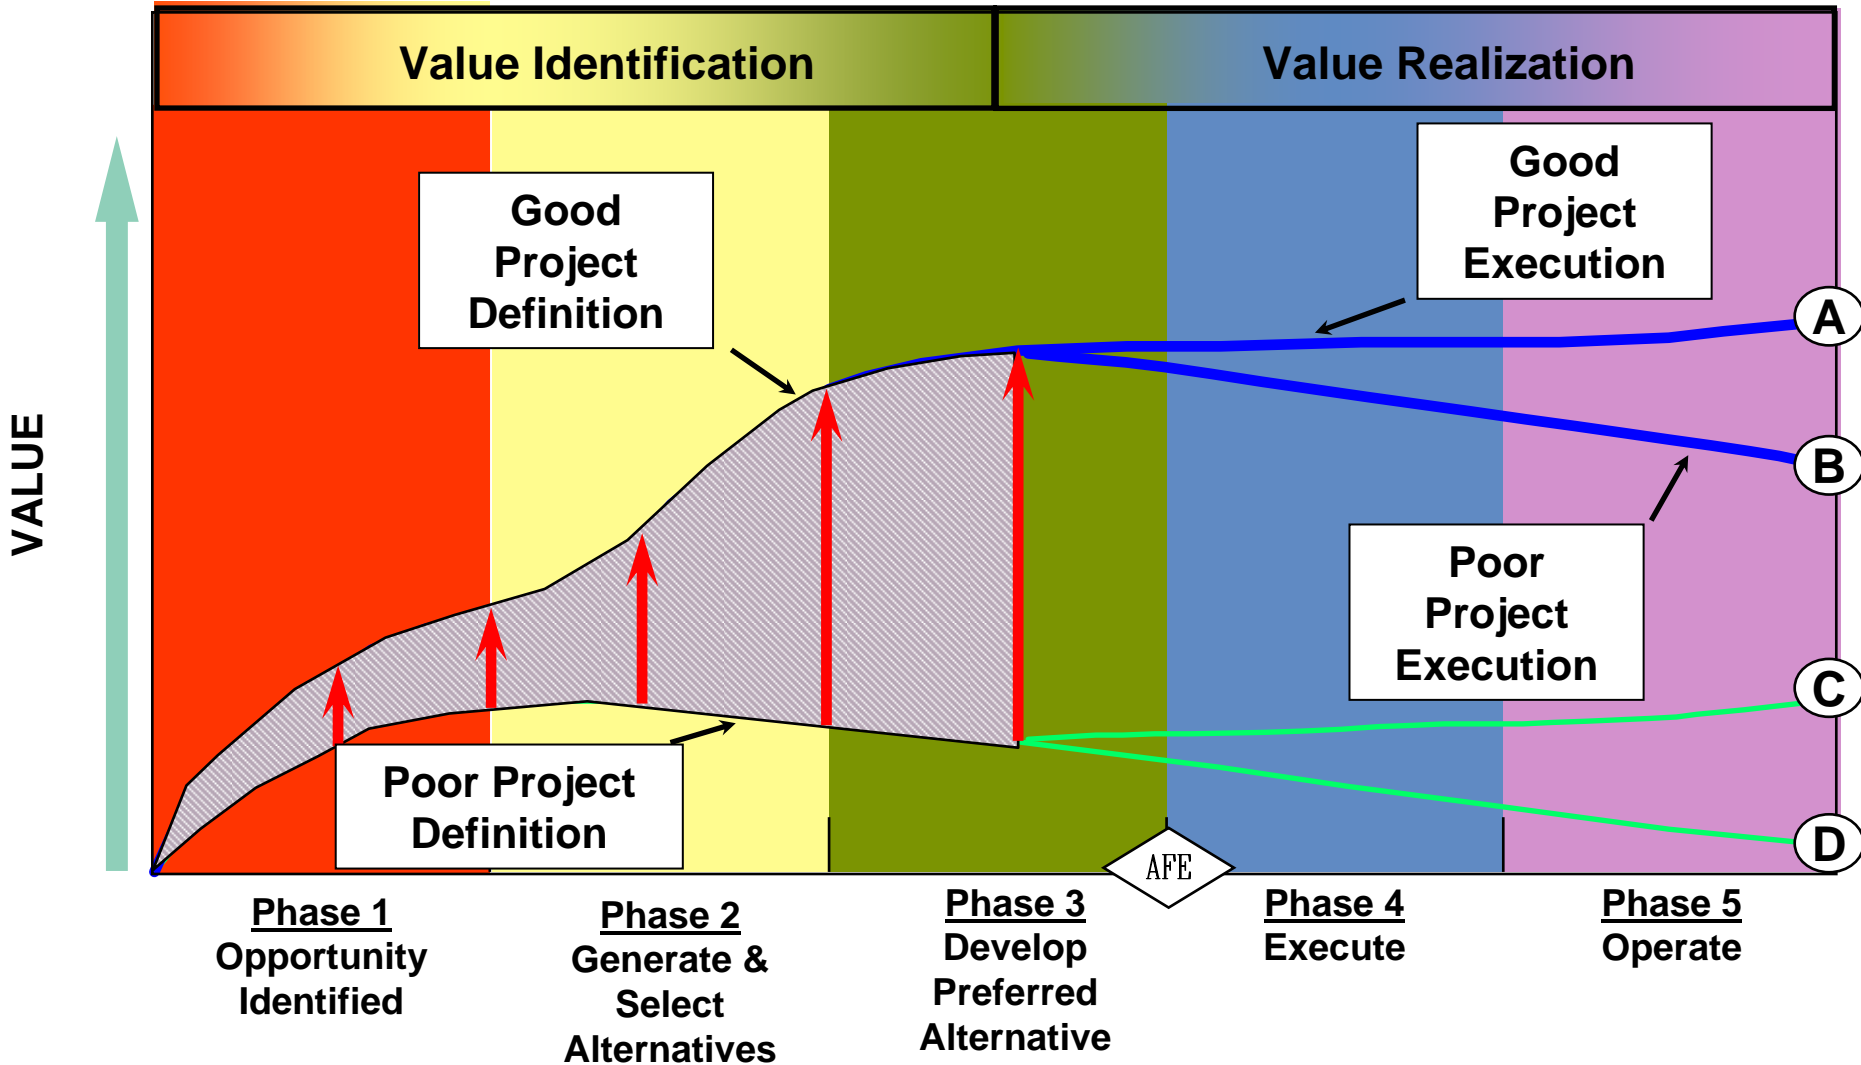 Value Identification
Value Realization
Good
Project
Definition
Good
Project
Execution
A
B
VALUE
Poor
Project
Execution
C
Poor Project
Definition
D
AFE
Phase 1
Opportunity
Identified
Phase 2
Generate &
Select
Alternatives
Phase 3
Develop
Preferred
Alternative
Phase 4
Execute
Phase 5
Operate